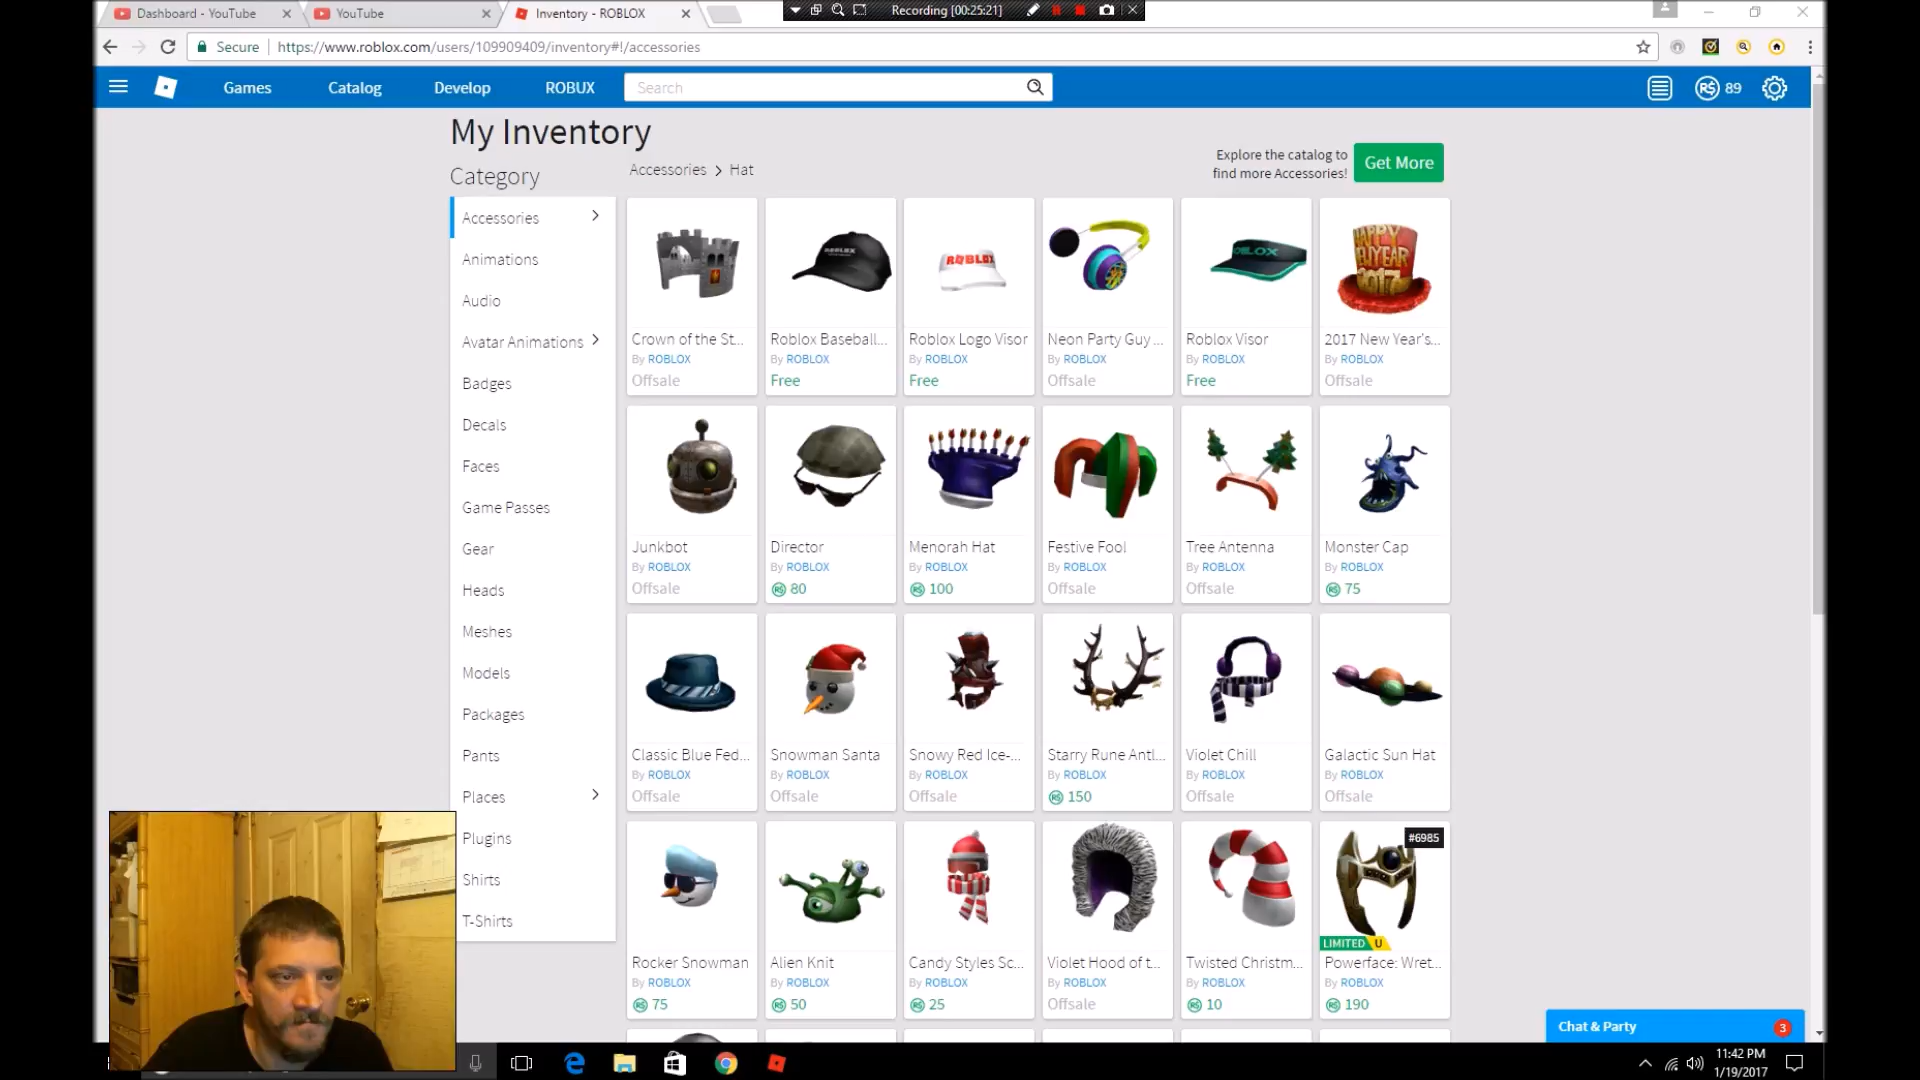 Dashboard - YouTube
YouTube
Inventory - ROBLOX
Recording [00:25:21]
Secure
https://www.roblox.com/users/109909409/inventory#!/accessories
Games
Catalog
Develop
ROBUX
Search
R$ 89
My Inventory
Category
Accessories > Hat
Explore the catalog to
find more Accessories!
Get More
Accessories
Animations
Audio
Avatar Animations
Badges
Decals
Faces
Game Passes
Gear
Heads
Meshes
Models
Packages
Pants
Places
Plugins
Shirts
T-Shirts
ROBLOX
ROBLOX
HAPPY
NEW YEAR
2017
Crown of the St...
By ROBLOX
Offsale
Roblox Baseball...
By ROBLOX
Free
Roblox Logo Visor
By ROBLOX
Free
Neon Party Guy ...
By ROBLOX
Offsale
Roblox Visor
By ROBLOX
Free
2017 New Year's...
By ROBLOX
Offsale
Junkbot
By ROBLOX
Offsale
Director
By ROBLOX
R$ 80
Menorah Hat
By ROBLOX
R$ 100
Festive Fool
By ROBLOX
Offsale
Tree Antenna
By ROBLOX
Offsale
Monster Cap
By ROBLOX
R$ 75
Classic Blue Fed...
By ROBLOX
Offsale
Snowman Santa
By ROBLOX
Offsale
Snowy Red Ice-...
By ROBLOX
Offsale
Starry Rune Antl...
By ROBLOX
R$ 150
Violet Chill
By ROBLOX
Offsale
Galactic Sun Hat
By ROBLOX
Offsale
#6985
LIMITED U
Rocker Snowman
By ROBLOX
R$ 75
Alien Knit
By ROBLOX
R$ 50
Candy Styles Sc...
By ROBLOX
R$ 25
Violet Hood of t...
By ROBLOX
Offsale
Twisted Christm...
By ROBLOX
R$ 10
Powerface: Wret...
By ROBLOX
R$ 190
Chat & Party
3
11:42 PM
1/19/2017